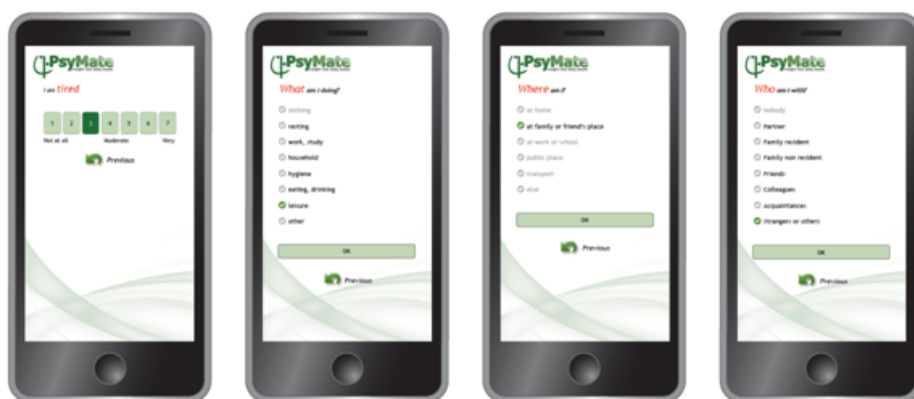 PsyMate
I am tired
1 2 3 4 5 6 7
Not at all Moderate Very
Previous
PsyMate
What am I doing?
nothing
resting
work, study
household
hygiene
eating, drinking
leisure
other
OK
Previous
PsyMate
Where am I?
at home
at family or friend's place
at work or school
public place
transport
else
OK
Previous
PsyMate
Who am I with?
Nobody
Partner
Family resident
Family non resident
Friends
Colleagues
acquaintances
Strangers or others
OK
Previous